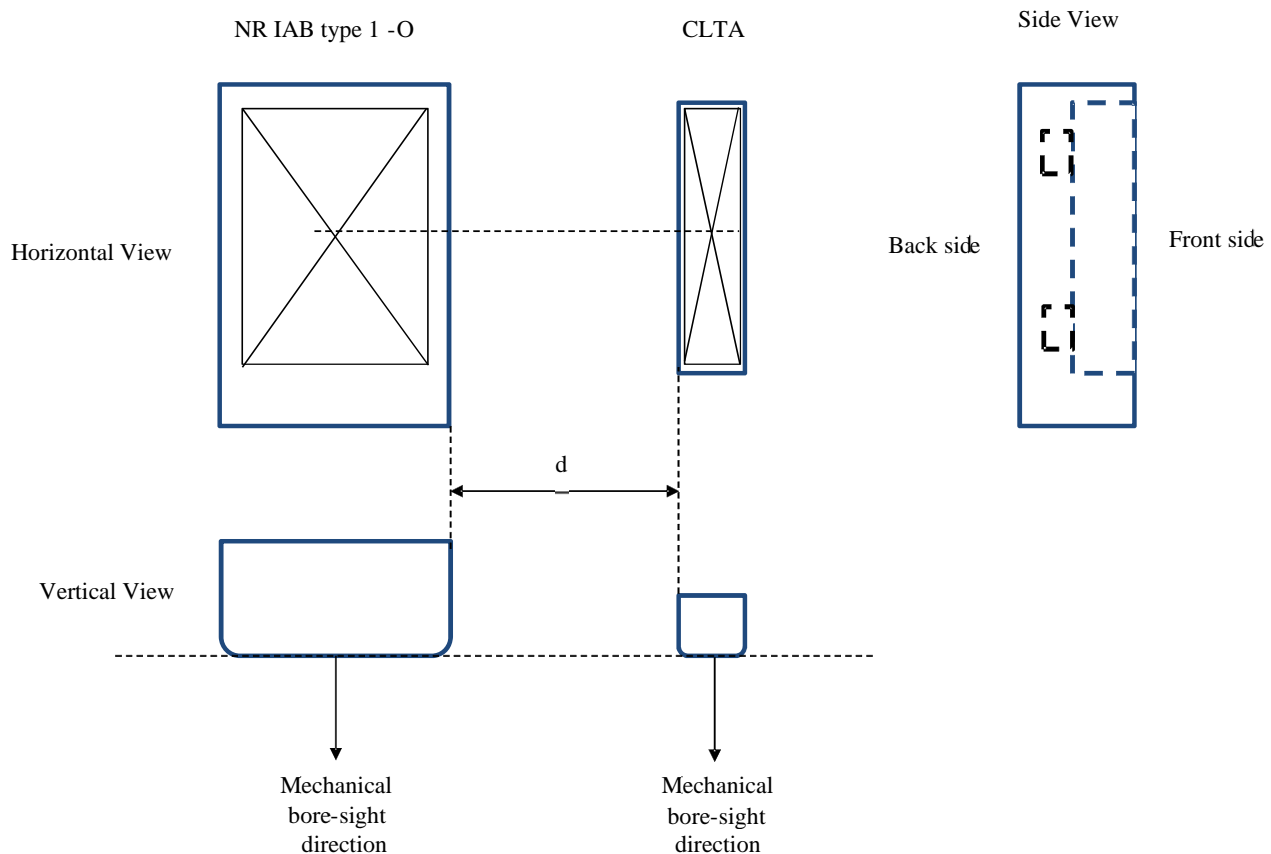 NR IAB type 1 -O
CLTA
Side View
Horizontal View
Back side
Front side
d
Vertical View
Mechanical
bore-sight
direction
Mechanical
bore-sight
direction